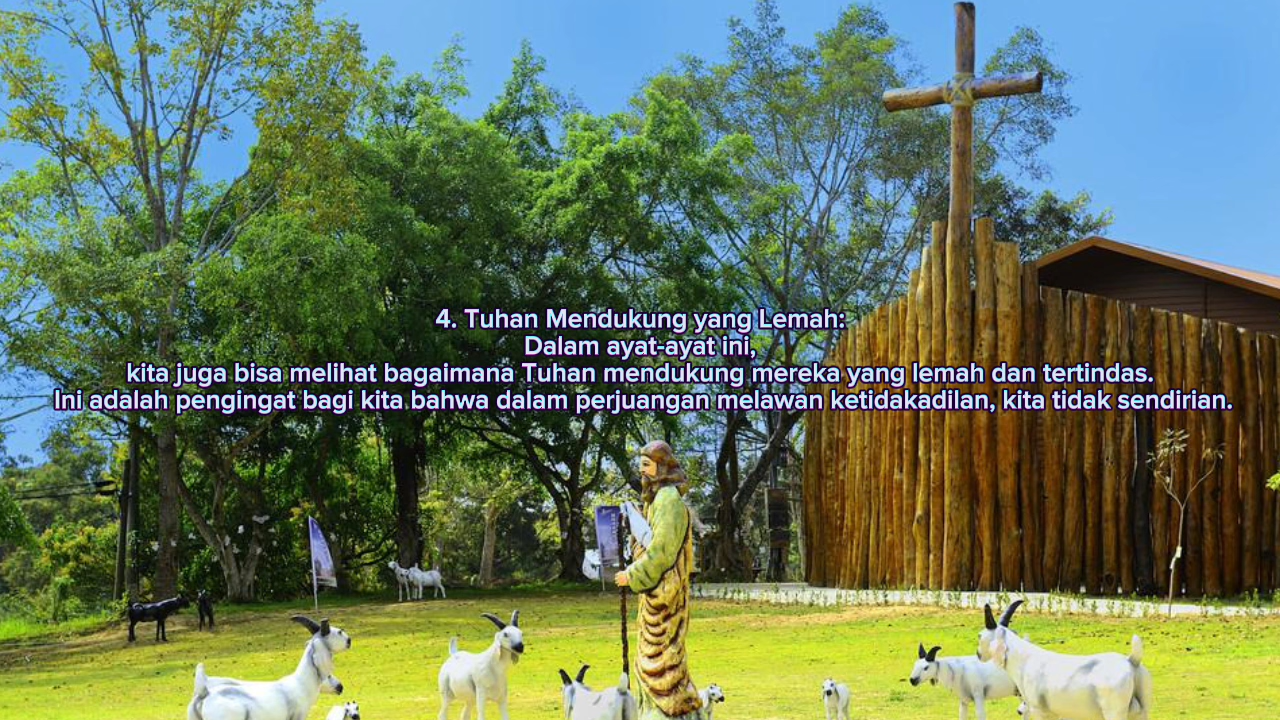 4. Tuhan Mendukung yang Lemah:
Dalam ayat-ayat ini,
kita juga bisa melihat bagaimana Tuhan mendukung mereka yang lemah dan tertindas.
Ini adalah pengingat bagi kita bahwa dalam perjuangan melawan ketidakadilan, kita tidak sendirian.